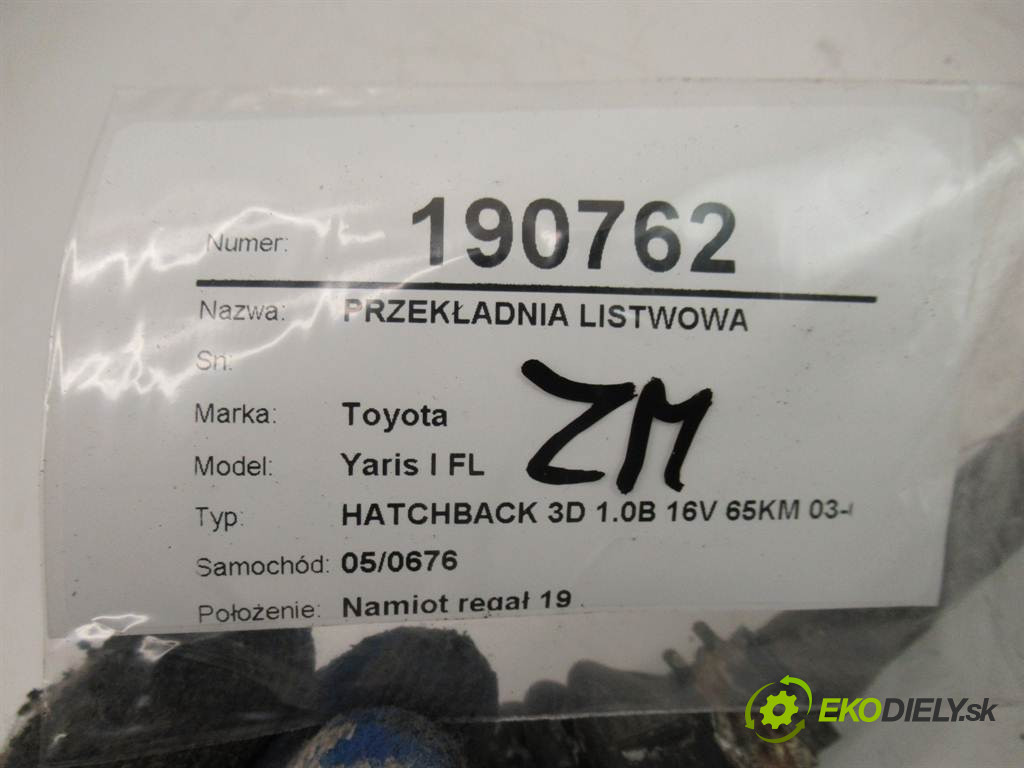 Numer: 190762
Nazwa: PRZEKŁADNIA LISTWOWA
Sn:
Marka: Toyota
ZM
Model: Yaris I FL
Typ: HATCHBACK 3D 1.0B 16V 65KM 03-
Samochód: 05/0676
Położenie: Namiot regał 19
EKODIELY.sk